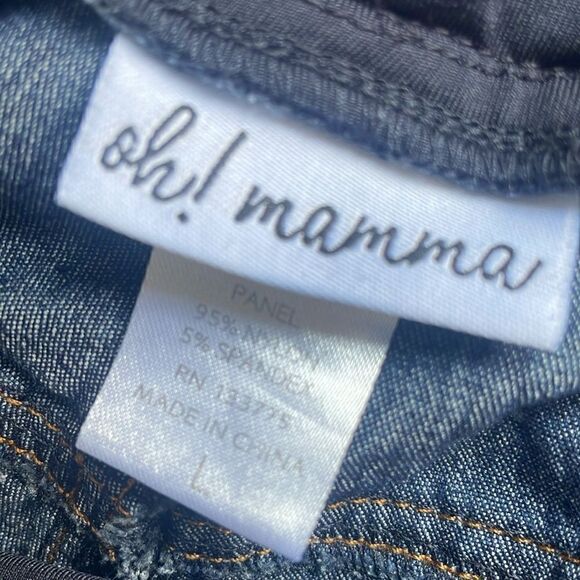 oh! mamma
PANEL
95% NYLON
5% SPANDEX
RN 133775
MADE IN CHINA
L